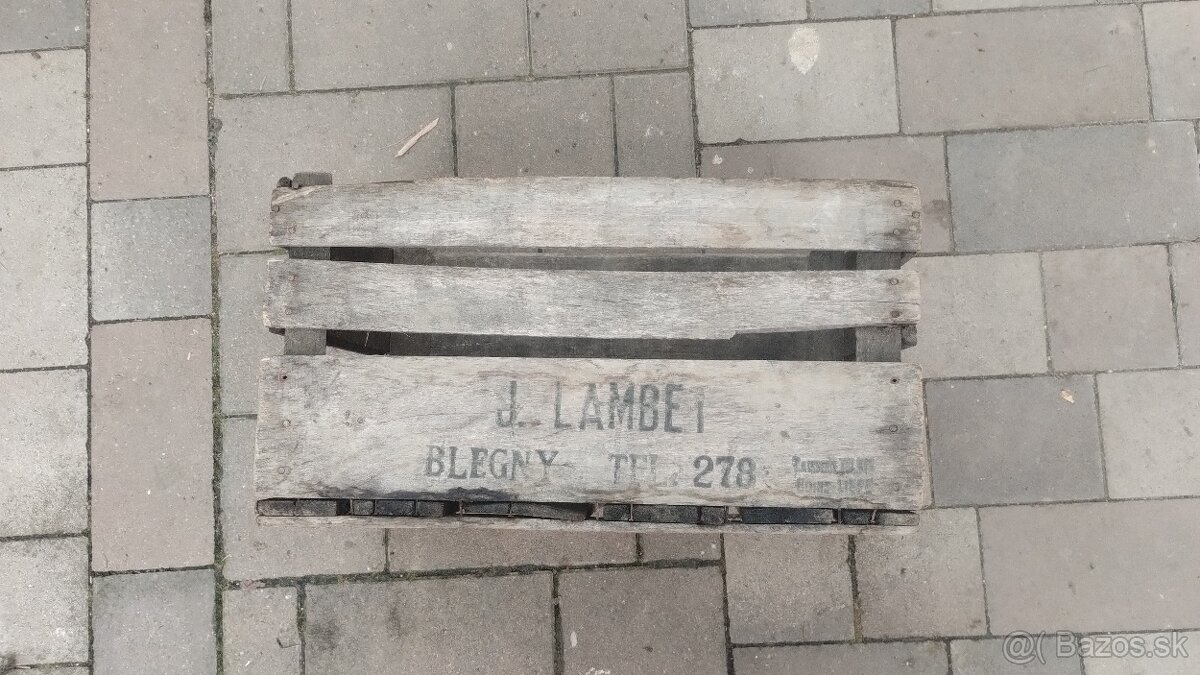 J. LAMBET
BLEGNY TEL. 278
@( Bazos.sk